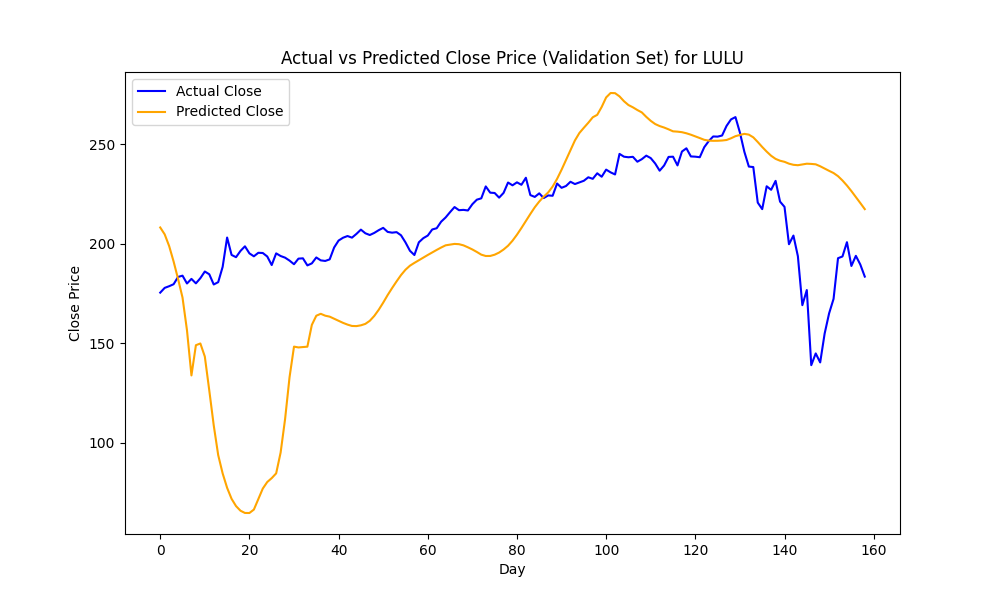 Actual vs Predicted Close Price (Validation Set) for LULU
Actual Close
Predicted Close
Close Price
250
200
150
100
0 20 40 60 80 100 120 140 160
Day